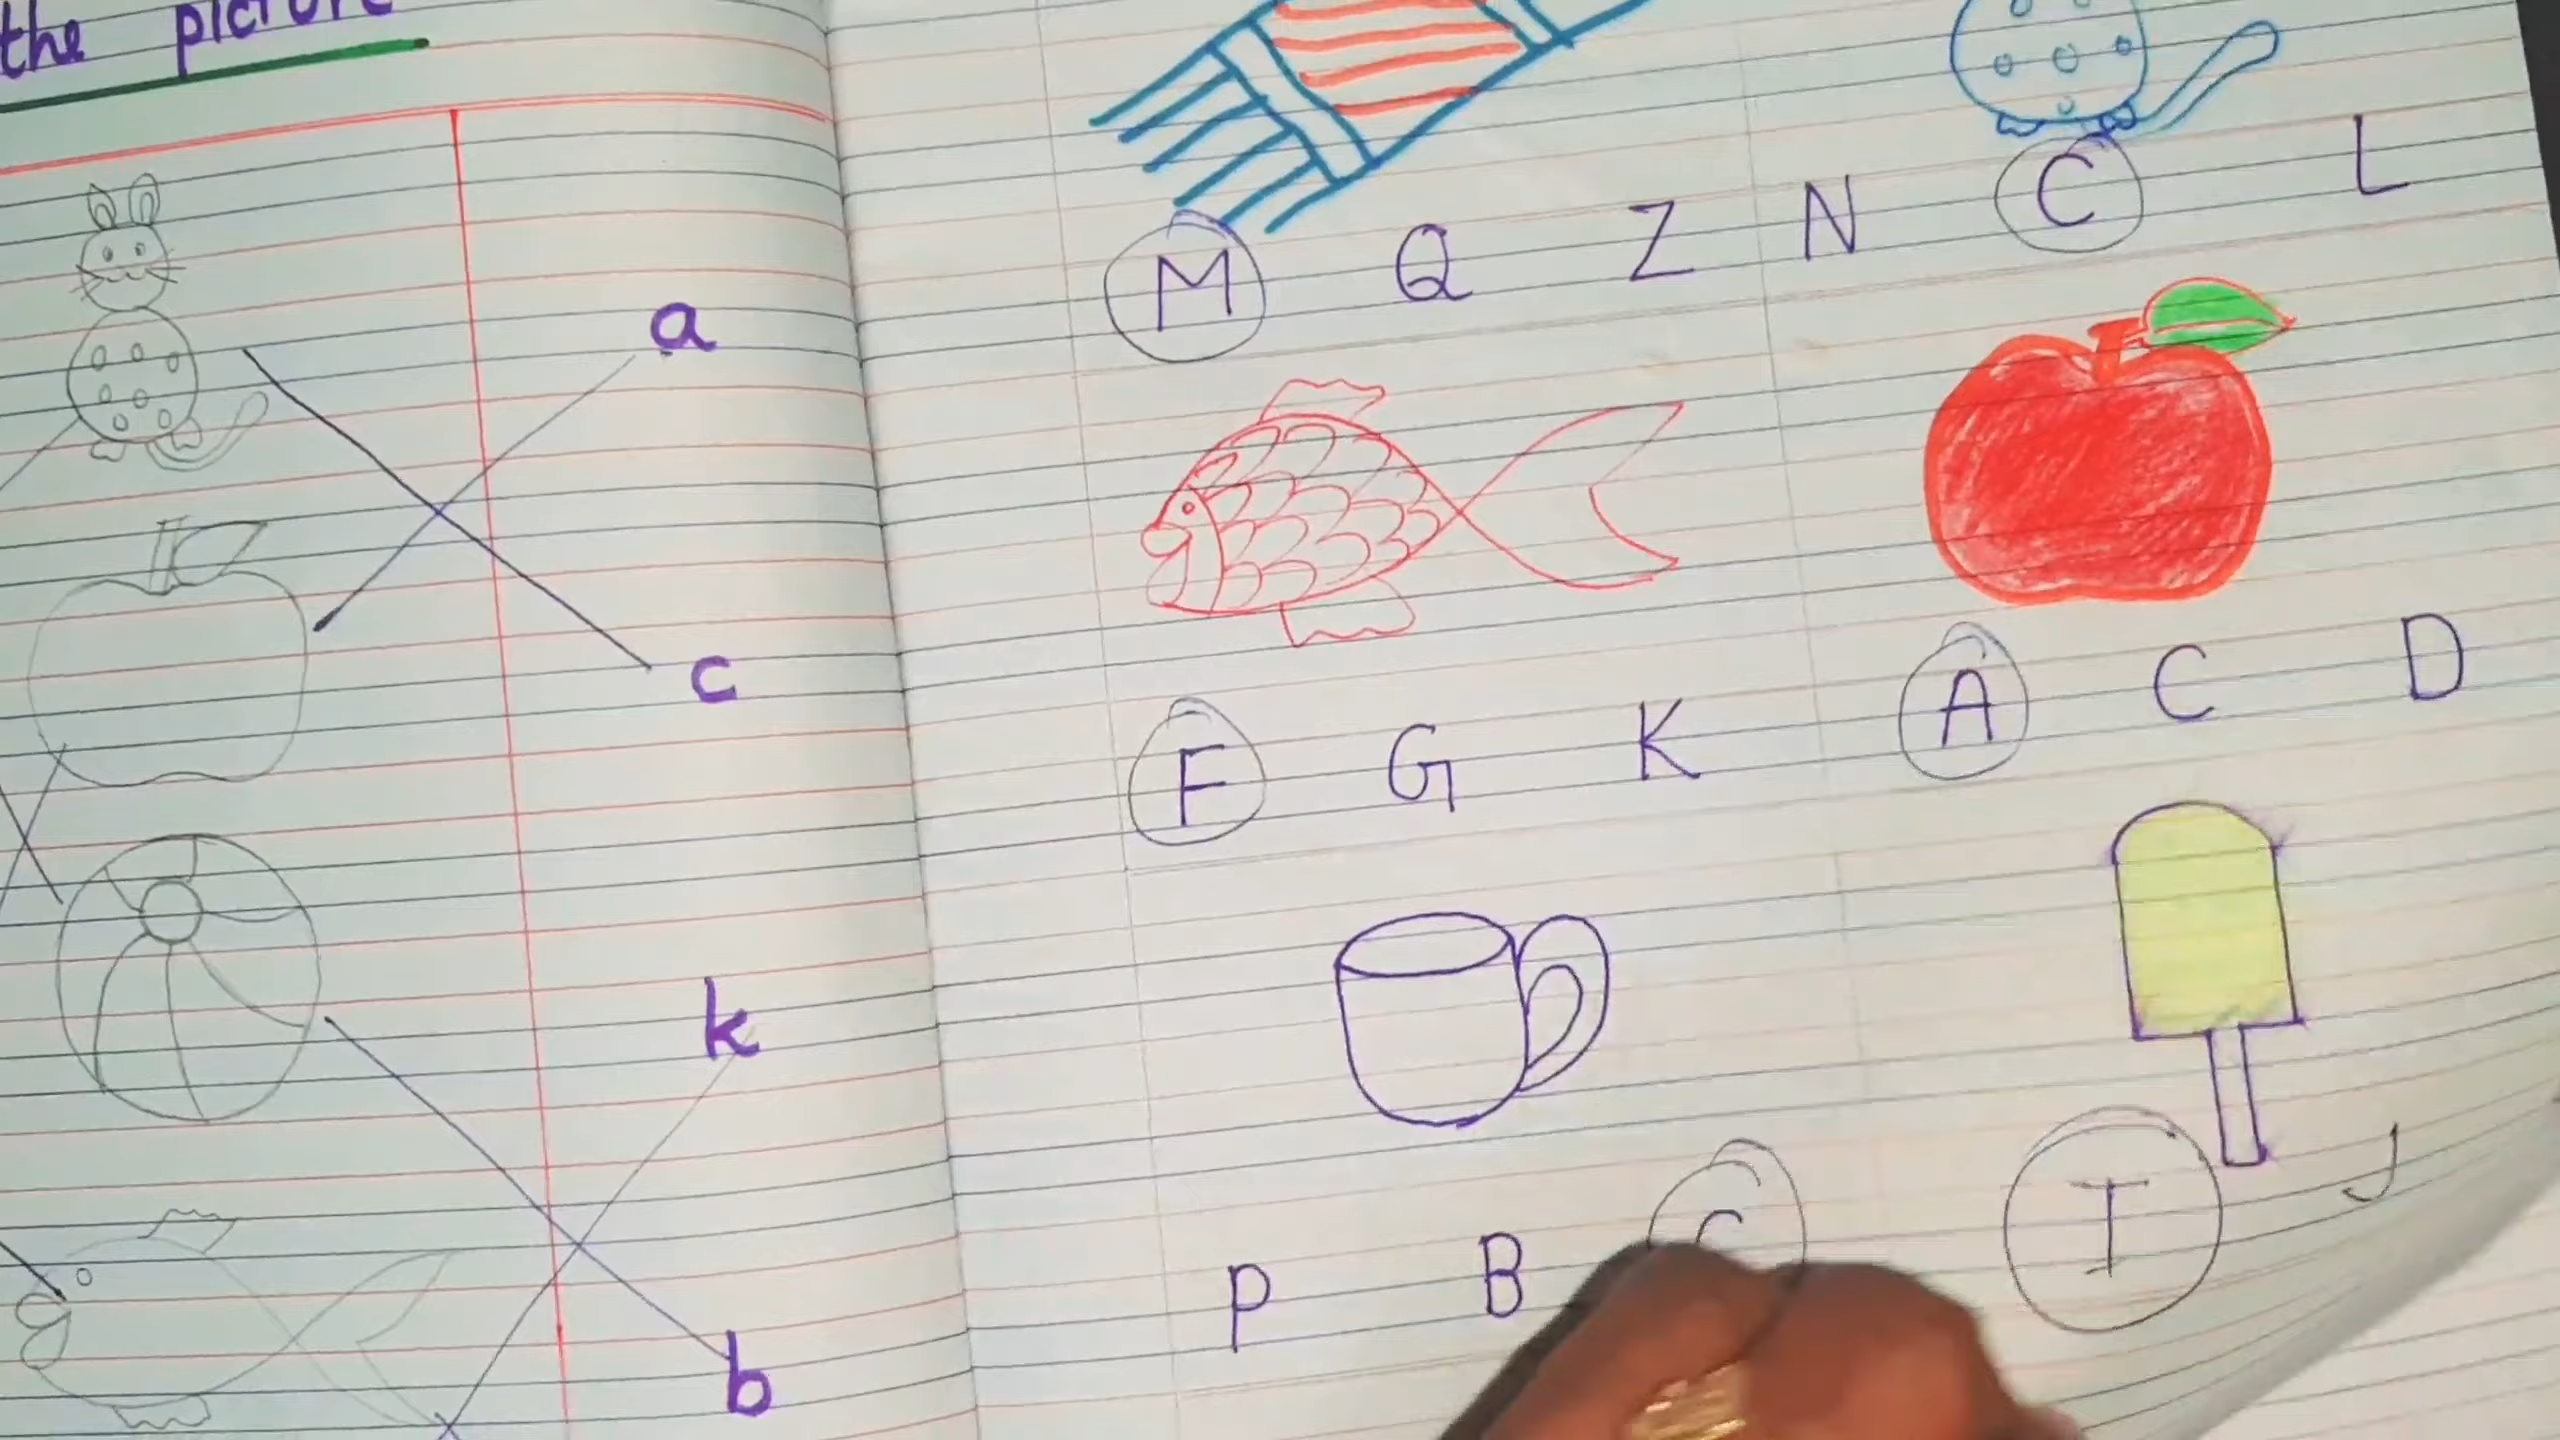 the picture
a
c
k
b
M Q Z
N C L
F G K
A C D
P B C
I J